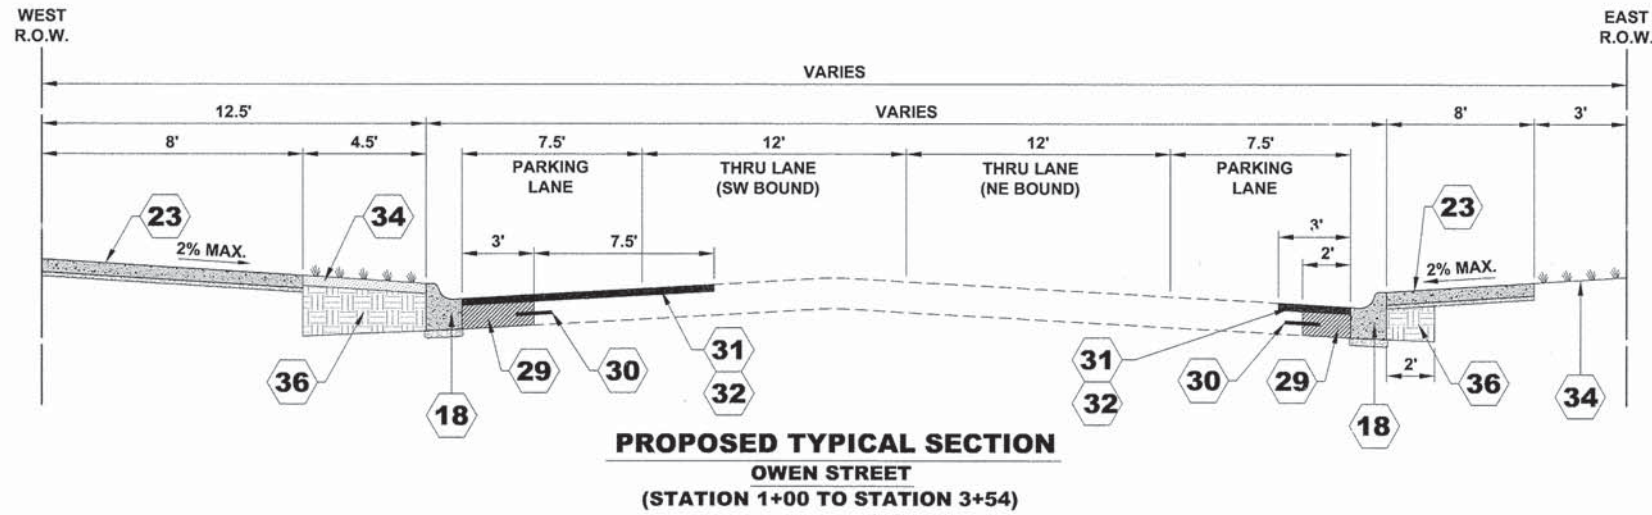 WEST
R.O.W.
EAST
R.O.W.
VARIES
12.5'
VARIES
8'
3'
8'
4.5'
7.5'
12'
12'
7.5'
PARKING
LANE
THRU LANE
(SW BOUND)
THRU LANE
(NE BOUND)
PARKING
LANE
23
34
23
2% MAX.
3'
7.5'
3'
2'
2% MAX.
36
18
29
30
31
32
31
32
30
29
2'
18
36
34
PROPOSED TYPICAL SECTION
OWEN STREET
(STATION 1+00 TO STATION 3+54)